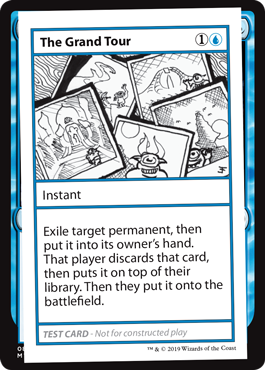 The Grand Tour 1
Instant
Exile target permanent, then
put it into its owner's hand.
That player discards that card,
then puts it on top of their
library. Then they put it onto the
battlefield.
TEST CARD - Not for constructed play
™ & © 2019 Wizards of the Coast